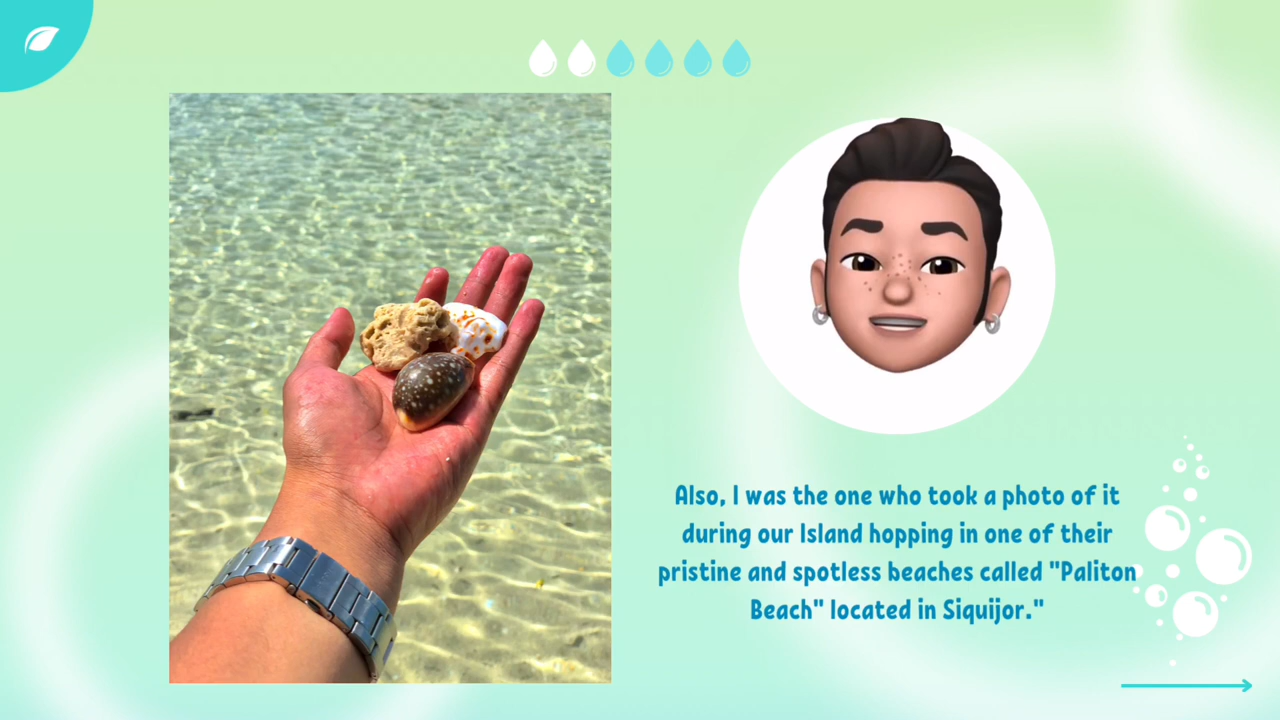 Also, I was the one who took a photo of it
during our Island hopping in one of their
pristine and spotless beaches called "Paliton
Beach" located in Siquijor."